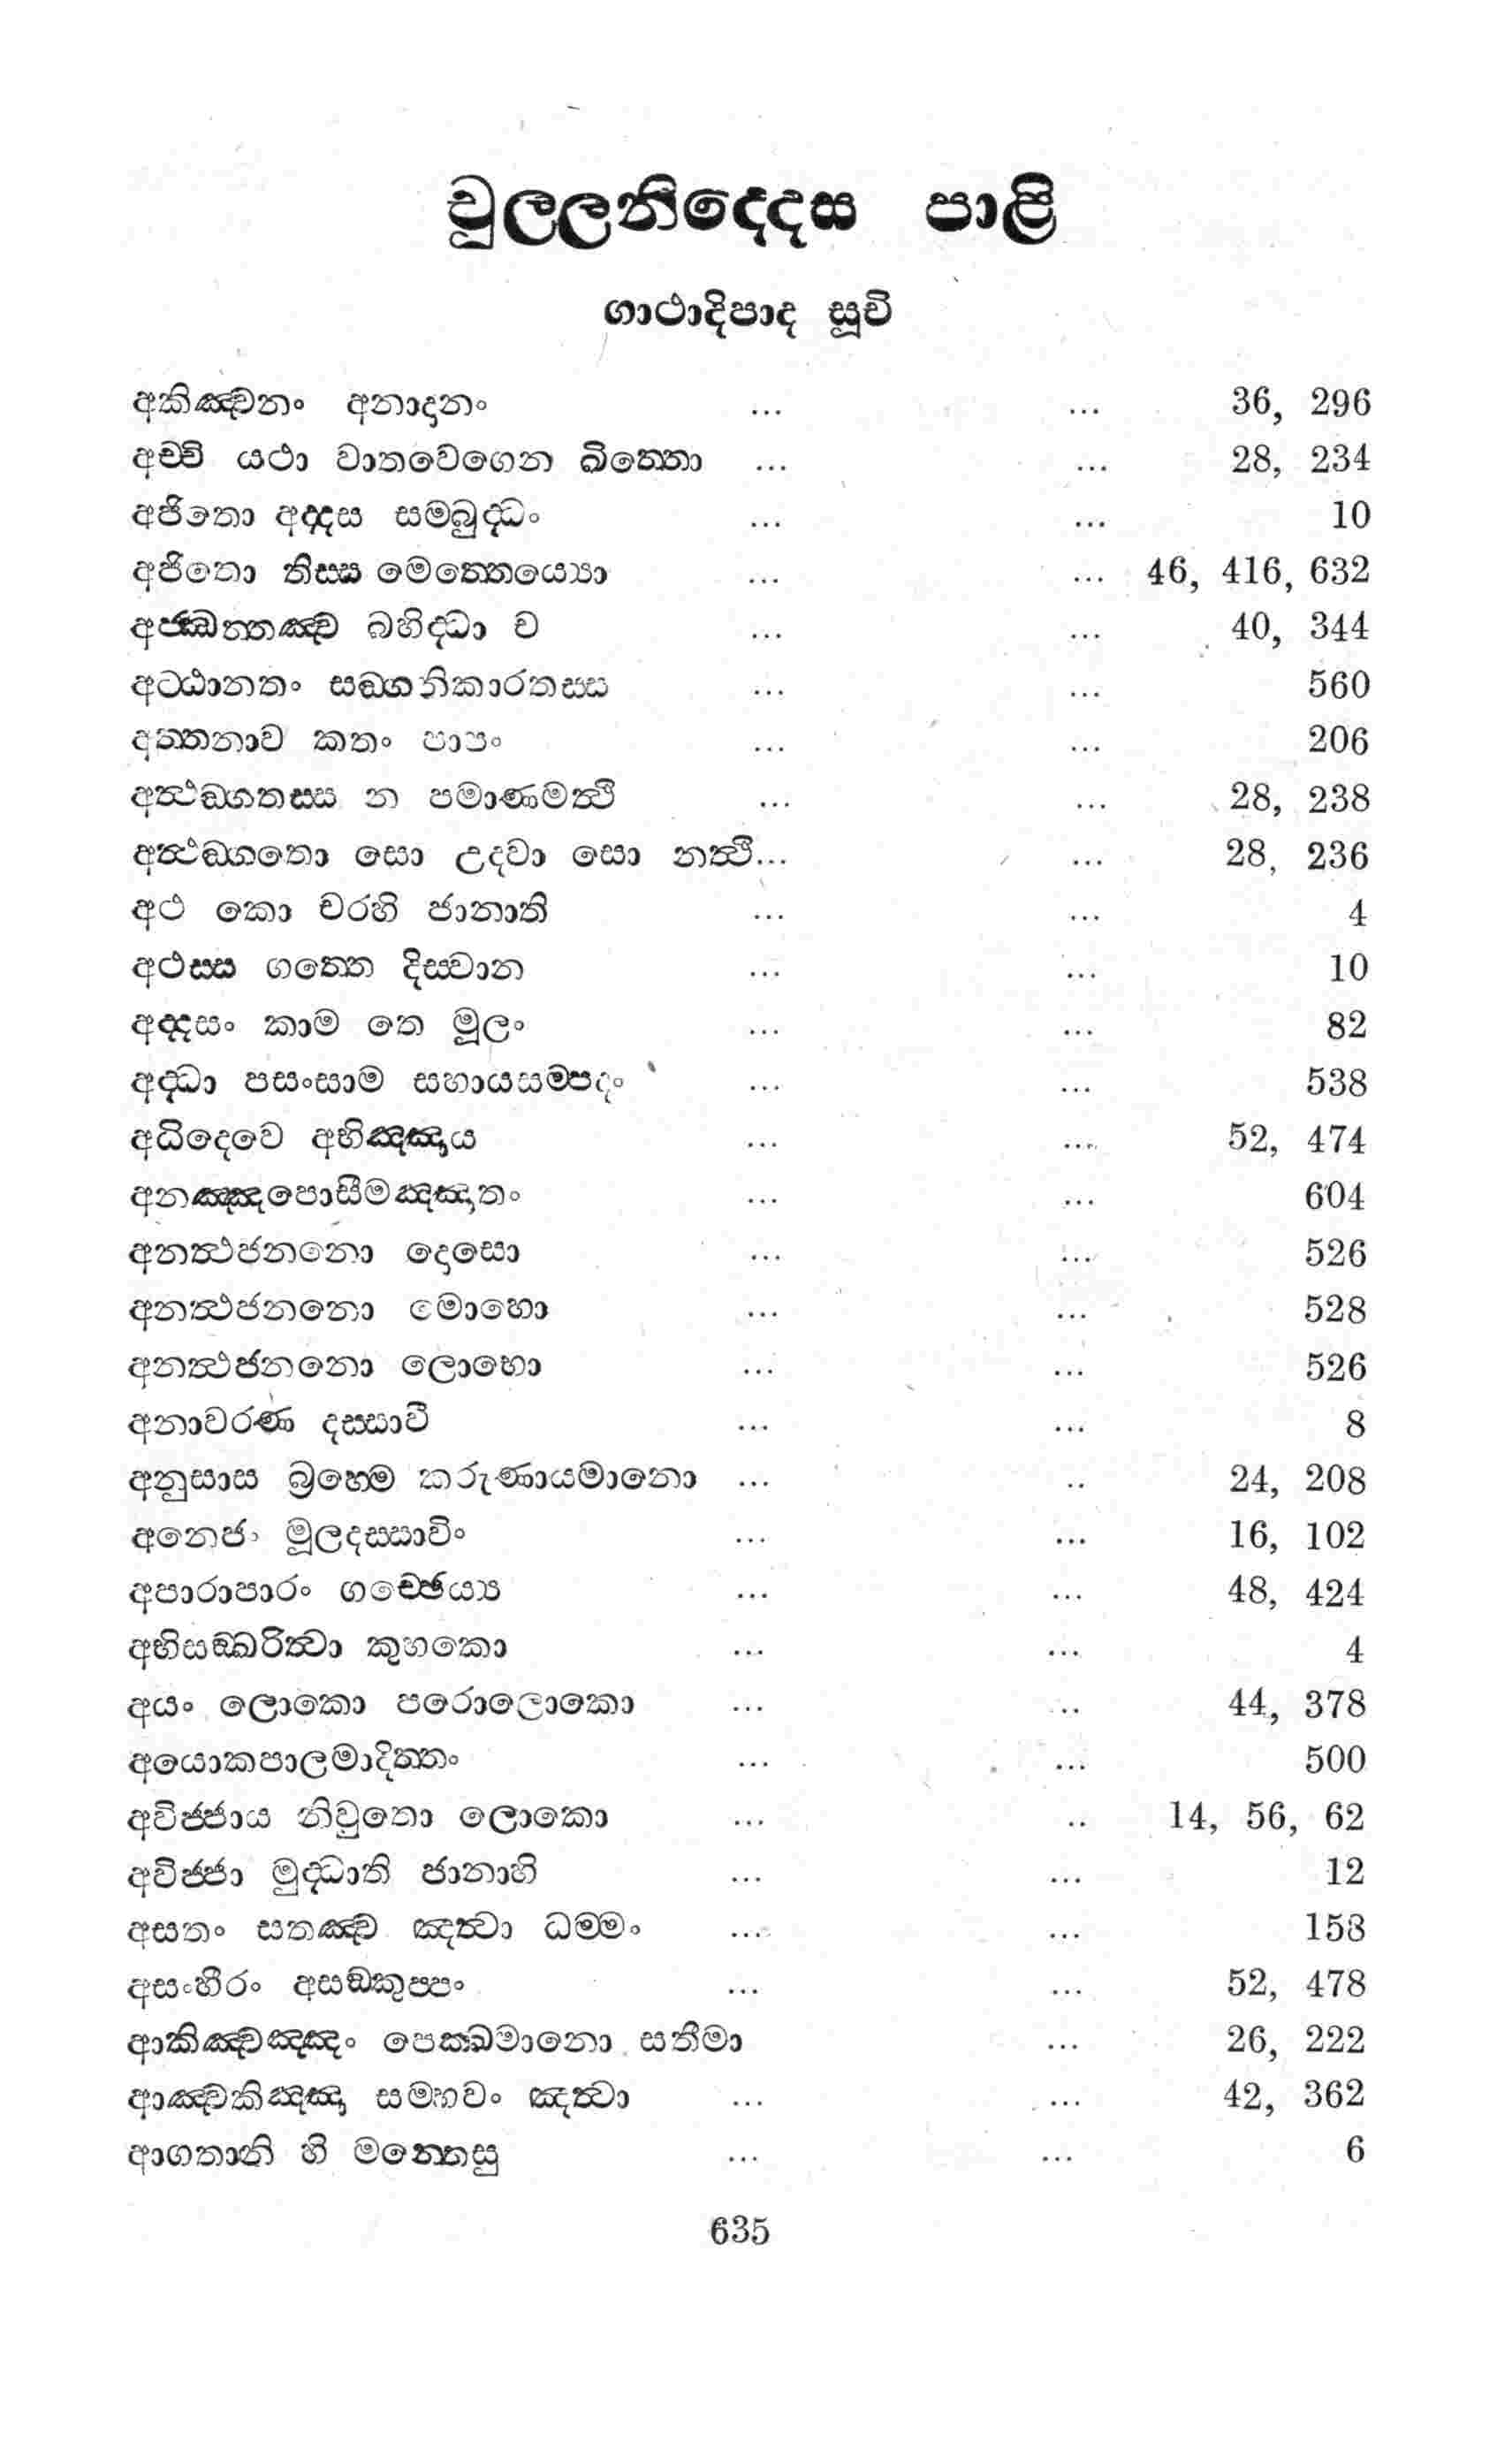 චූල්ලනිද්දෙස පාළි
ගාථාදිපාද සූචි
අකිඤ්චනං අනාදානං ... ... 36, 296
අච්චි යථා වාතවෙගෙන ඛිත්තො ... ... 28, 234
අජිතො අද්දස සම්බුද්ධං ... ... 10
අජිතො තිස්ස මෙත්තෙය්‍යො ... ... 46, 416, 632
අජ්ඣත්තඤ්ච බහිද්ධා ච ... ... 40, 344
අට්ඨානතං සඞ්ගනිකාරතස්ස ... ... 560
අත්තනාව කතං පාපං ... ... 206
අත්ථඞ්ගතස්ස න පමාණමත්ථි ... ... 28, 238
අත්ථඞ්ගතො සො උදවා සො නත්ථි... ... 28, 236
අථ කො චරහි ජානාති ... ... 4
අථස්ස ගත්තෙ දිස්වාන ... ... 10
අද්දසං කාම තෙ මූලං ... ... 82
අද්ධා පසංසාම සහායසම්පදං ... ... 538
අධිදෙවෙ අභිඤ්ඤාය ... ... 52, 474
අනඤ්ඤපොසීමඤ්ඤාතං ... ... 604
අනත්ථජනනො දොසො ... ... 526
අනත්ථජනනො මොහො ... ... 528
අනත්ථජනනො ලොභො ... ... 526
අනාවරණ දස්සාවී ... ... 8
අනුසාස බ්‍රහ්මෙ කරුණායමානො ... .. 24, 208
අනෙජං මූලදස්සාවිං ... ... 16, 102
අපාරාපාරං ගච්ඡෙය්‍ය ... ... 48, 424
අභිසඞ්ඛරිත්වා කුහකො ... ... 4
අයං ලොකො පරොලොකො ... .. 44, 378
අයොකපාලමාදිත්තං ... ... 500
අවිජ්ජාය නිවුතො ලොකො ... .. 14, 56, 62
අවිජ්ජා මුද්ධාති ජානාහි ... ... 12
අසතං සතඤ්ච ඤත්වා ධම්මං ... ... 158
අසංහීරං අසඞ්කුප්පං ... ... 52, 478
ආකිඤ්චඤ්ඤං පෙක්ඛමානො සතීමා ... 26, 222
ආඤ්චකිඤ්ඤා සම්භවං ඤත්වා ... ... 42, 362
ආගතානි හි මන්තෙසු ... ... 6
635